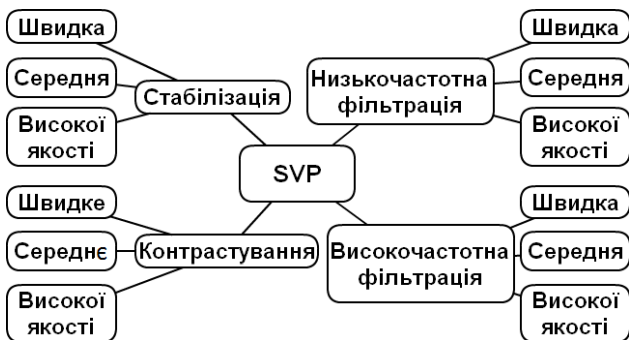 Швидка
Середня
Високої
якості
Стабілізація
Швидка
Середня
Високої
якості
Низькочастотна
фільтрація
SVP
Швидке
Середнє
Високої
якості
Контрастування
Швидка
Середня
Високої
якості
Високочастотна
фільтрація